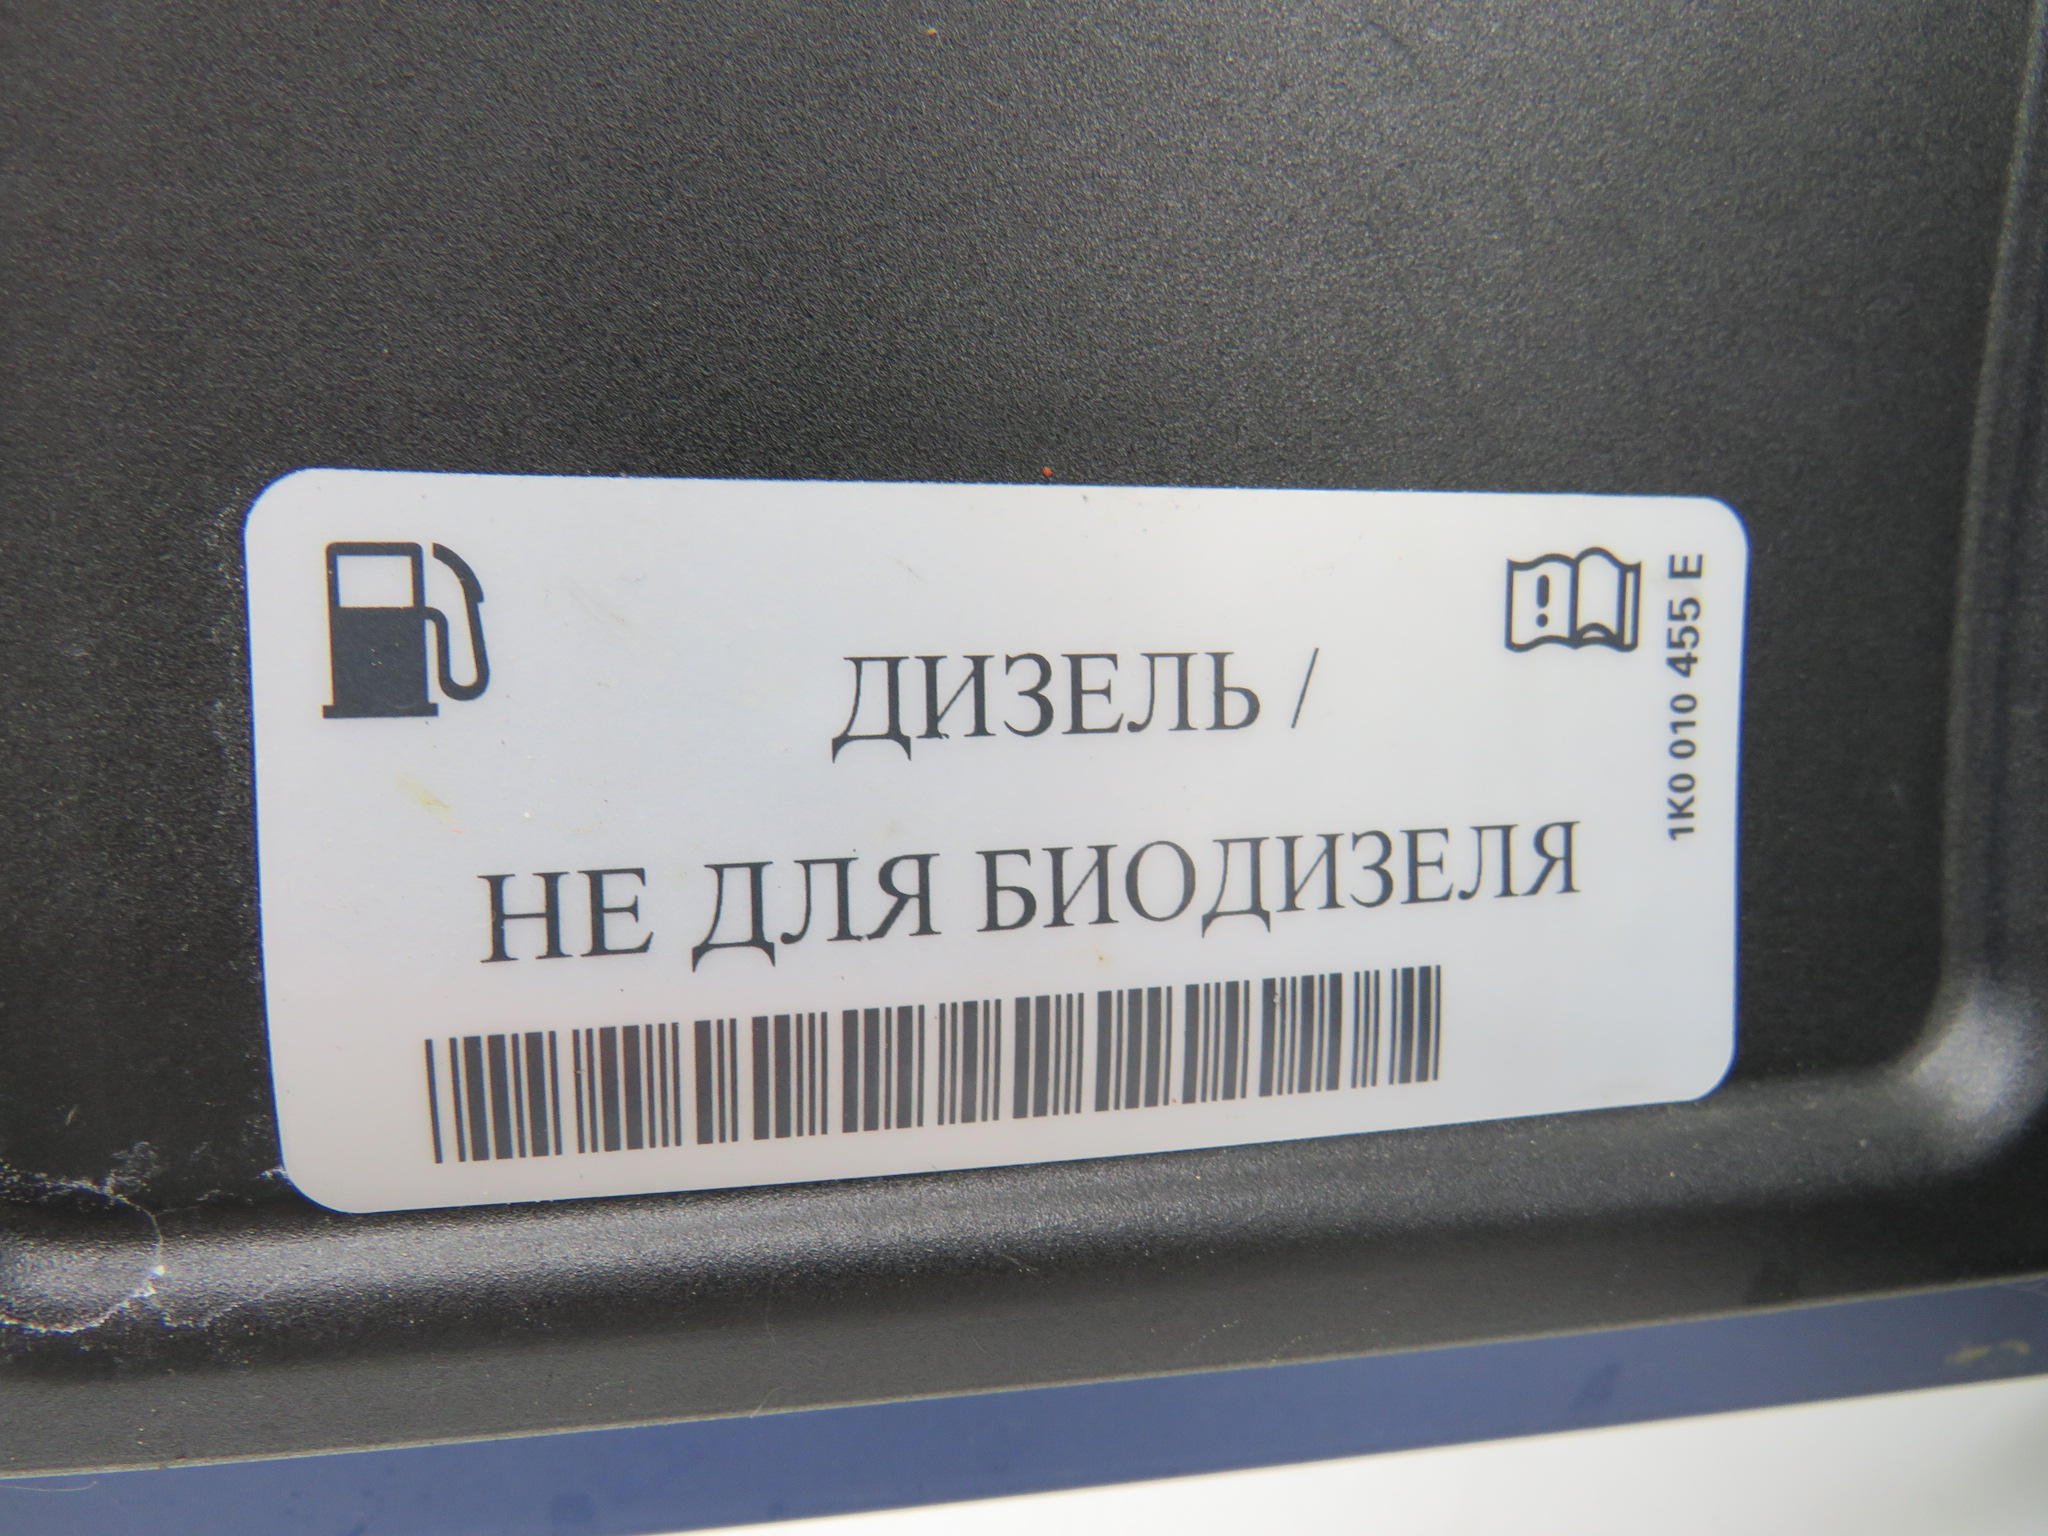 ДИЗЕЛЬ /
НЕ ДЛЯ БИОДИЗЕЛЯ
1K0 010 455 E